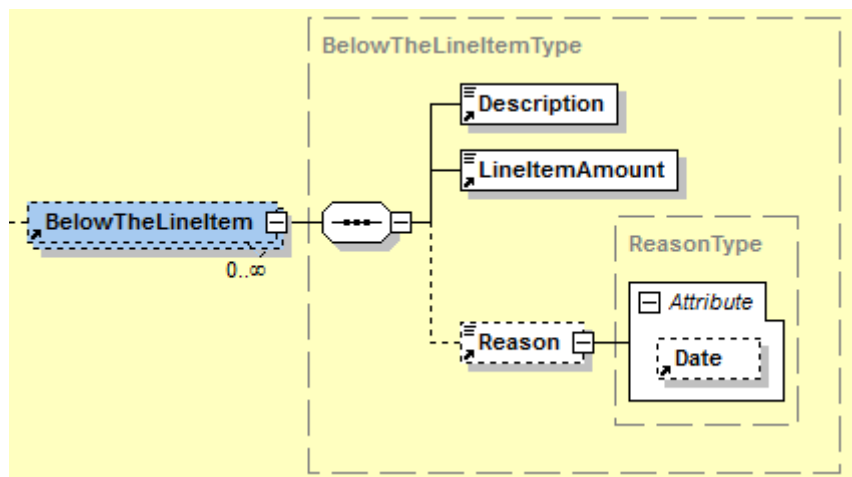 BelowTheLineItemType
Description
LineItemAmount
BelowTheLineItem
0..∞
ReasonType
Attribute
Reason
Date